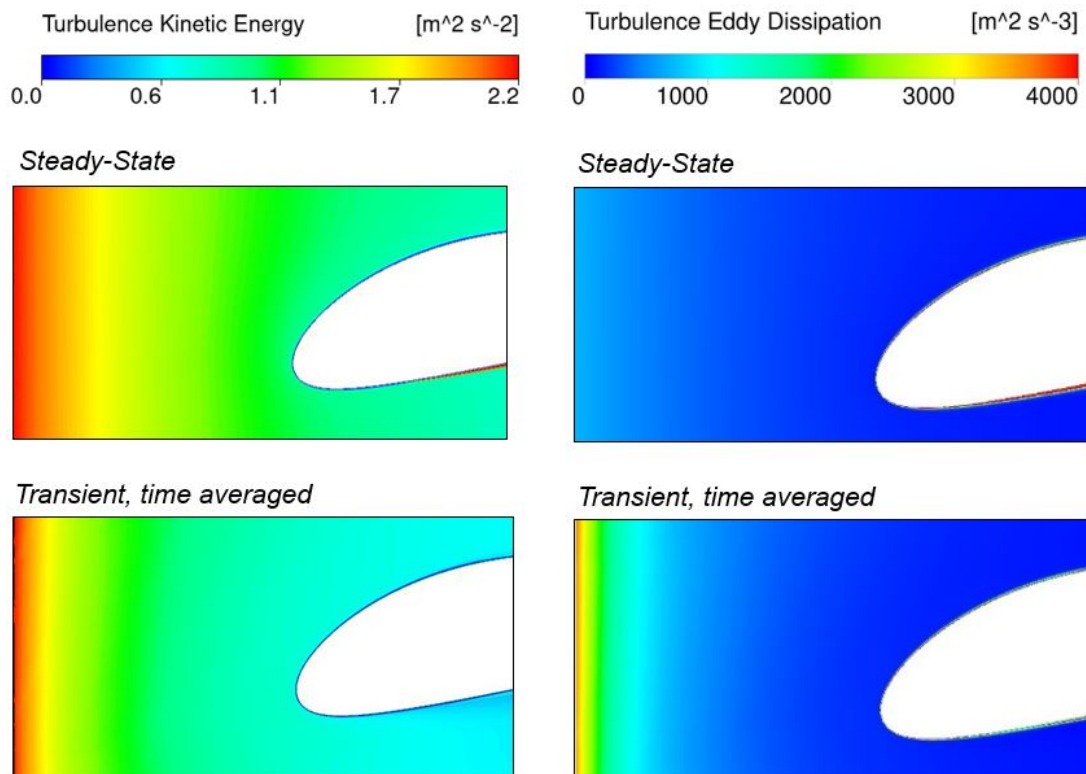 Turbulence Kinetic Energy [m^2 s^-2]
0.0 0.6 1.1 1.7 2.2
Turbulence Eddy Dissipation [m^2 s^-3]
0 1000 2000 3000 4000
Steady-State
Steady-State
Transient, time averaged
Transient, time averaged